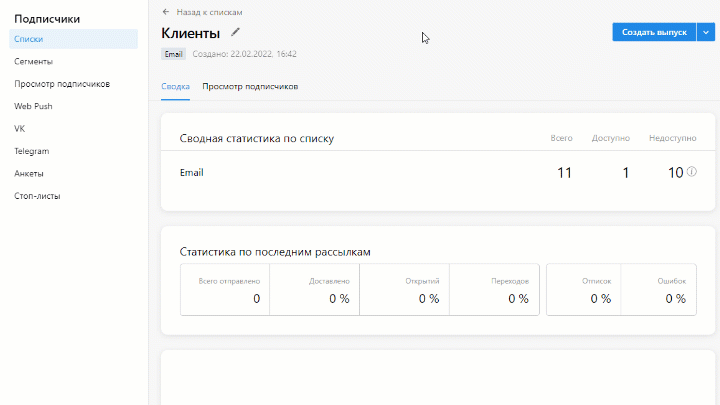 Подписчики
Списки
Сегменты
Просмотр подписчиков
Web Push
VK
Telegram
Анкеты
Стоп-листы
Назад к спискам
Клиенты
Создать выпуск
Email Создано: 22.02.2022, 16:42
Сводка Просмотр подписчиков
Сводная статистика по списку Всего Доступно Недоступно
Email 11 1 10
Статистика по последним рассылкам
Всего отправлено Доставлено Открытий Переходов Отписок Ошибок
0 0 % 0 % 0 % 0 % 0 %